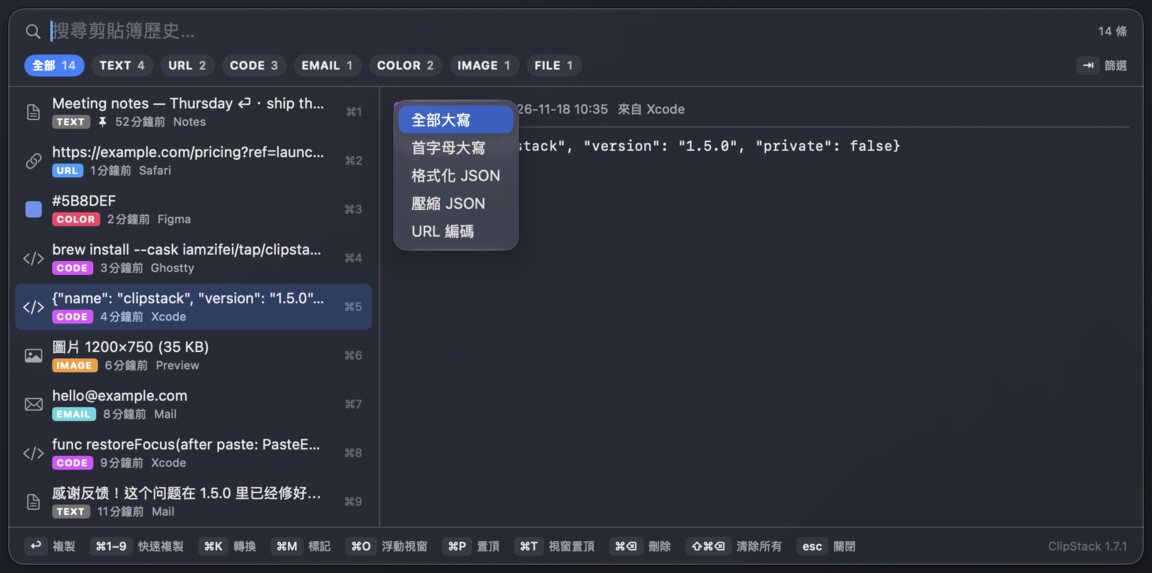 搜尋剪貼簿歷史...
14 條
全部 14 TEXT 4 URL 2 CODE 3 EMAIL 1 COLOR 2 IMAGE 1 FILE 1
⇥ 篩選
Meeting notes — Thursday ⏎ · ship th...
⌘1
TEXT 52分鐘前 Notes
https://example.com/pricing?ref=launc...
⌘2
URL 1分鐘前 Safari
#5B8DEF
⌘3
COLOR 2分鐘前 Figma
brew install --cask iamzifei/tap/clipsta...
⌘4
CODE 3分鐘前 Ghostty
{"name": "clipstack", "version": "1.5.0"...
⌘5
CODE 4分鐘前 Xcode
圖片 1200×750 (35 KB)
⌘6
IMAGE 6分鐘前 Preview
hello@example.com
⌘7
EMAIL 8分鐘前 Mail
func restoreFocus(after paste: PasteE...
⌘8
CODE 9分鐘前 Xcode
感谢反馈！这个问题在 1.5.0 里已经修好...
⌘9
TEXT 11分鐘前 Mail
26-11-18 10:35 來自 Xcode
stack", "version": "1.5.0", "private": false}
全部大寫
首字母大寫
格式化 JSON
壓縮 JSON
URL 編碼
⏎ 複製 ⌘1–9 快速複製 ⌘K 轉換 ⌘M 標記 ⌘O 浮動視窗 ⌘P 置頂 ⌘T 視窗置頂 ⌘⌫ 刪除 ⇧⌘⌫ 清除所有 esc 關閉
ClipStack 1.7.1